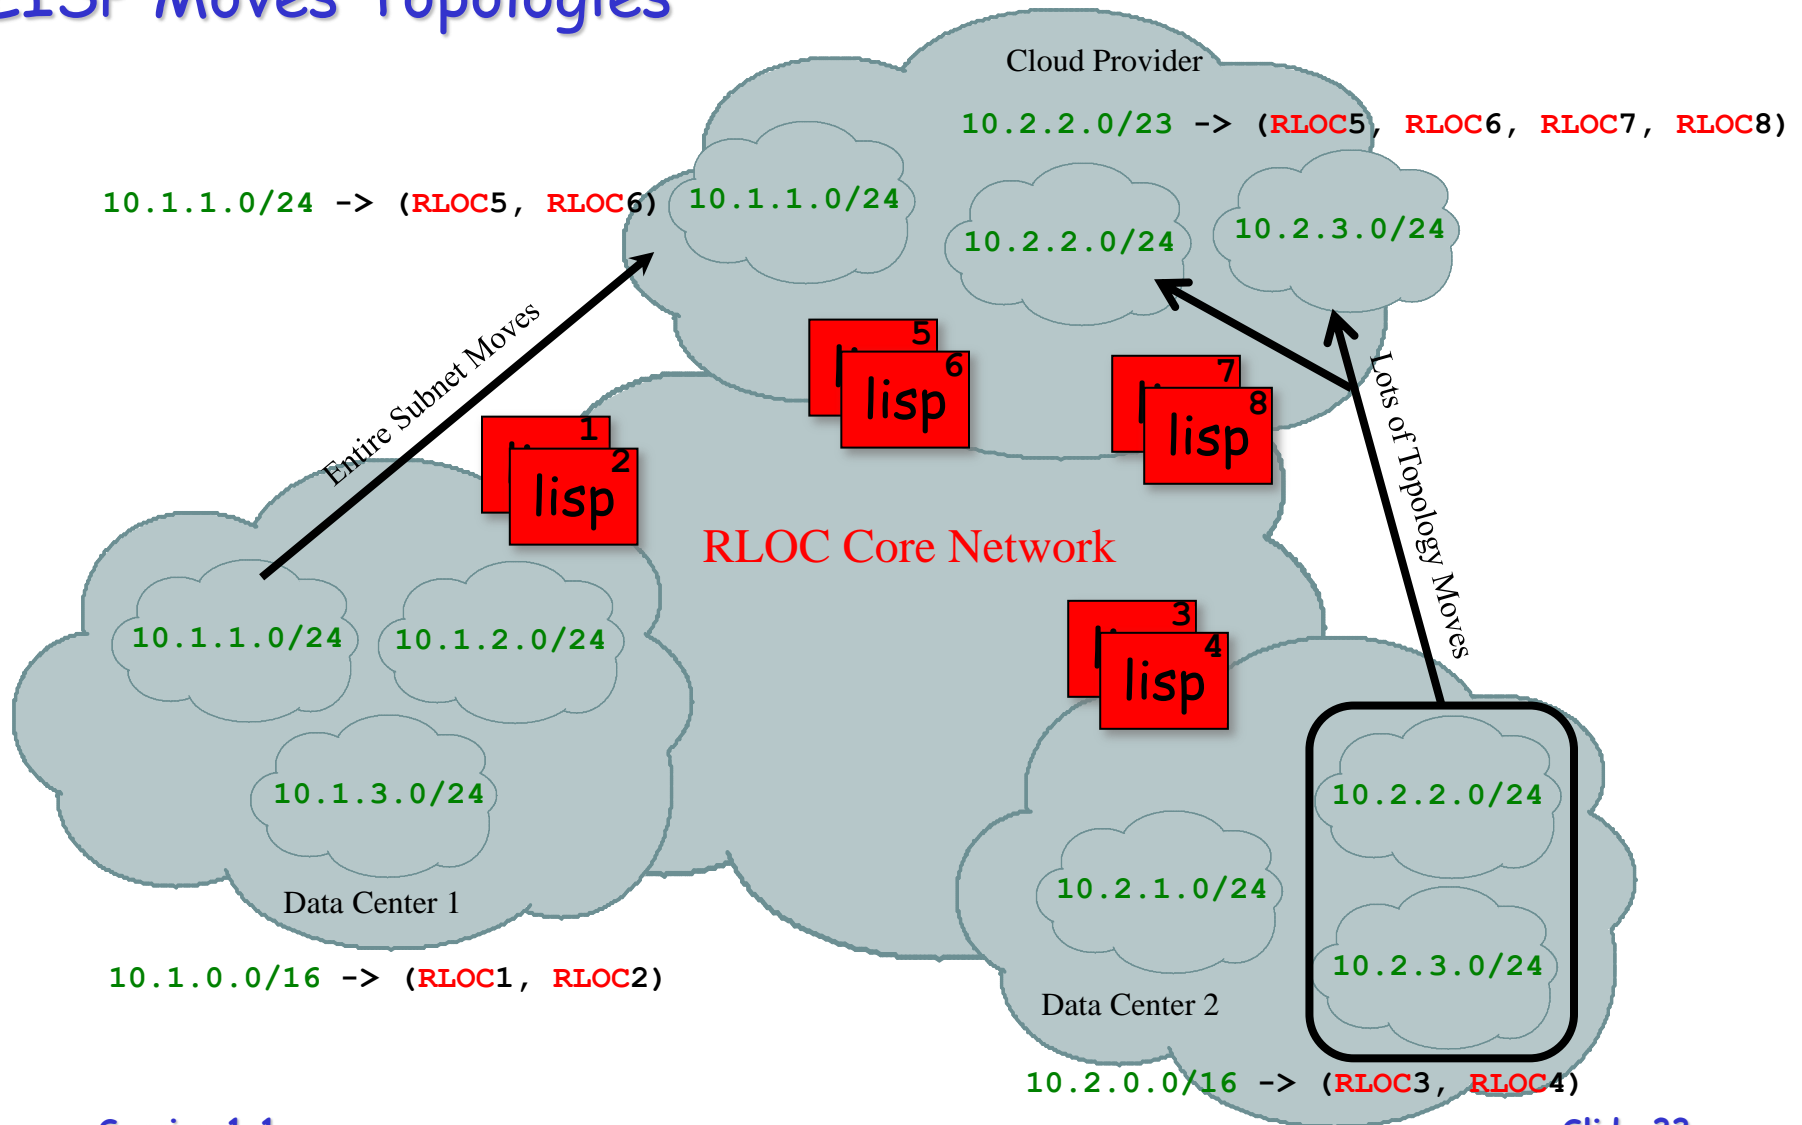 LISP Moves Topologies
Cloud Provider
10.2.2.0/23 -> (RLOC5, RLOC6, RLOC7, RLOC8)
10.1.1.0/24 -> (RLOC5, RLOC6)
10.1.1.0/24
10.2.2.0/24
10.2.3.0/24
Entire Subnet Moves
Lots of Topology Moves
5
6
lisp
7
8
lisp
1
2
lisp
RLOC Core Network
3
4
lisp
10.1.1.0/24
10.1.2.0/24
10.1.3.0/24
Data Center 1
10.1.0.0/16 -> (RLOC1, RLOC2)
10.2.2.0/24
10.2.1.0/24
10.2.3.0/24
Data Center 2
10.2.0.0/16 -> (RLOC3, RLOC4)